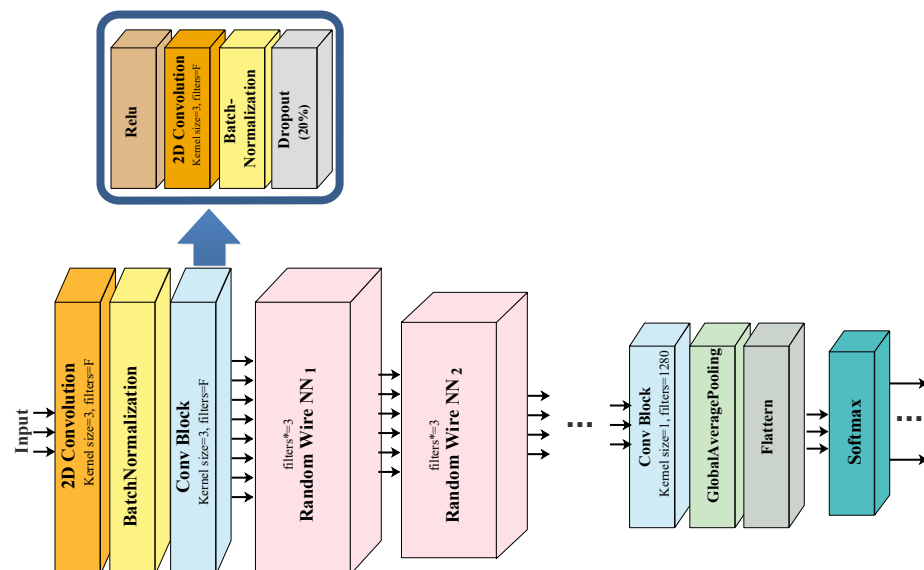 Relu
2D Convolution
Kernel size=3, filters=F
Batch-
Normalization
Dropout
(20%)
Input
2D Convolution
Kernel size=3, filters=F
BatchNormalization
Conv Block
Kernel size=3, filters=F
filters*=3
Random Wire NN 1
filters*=3
Random Wire NN 2
...
Conv Block
Kernel size=1, filters=1280
GlobalAveragePooling
Flattern
Softmax
...